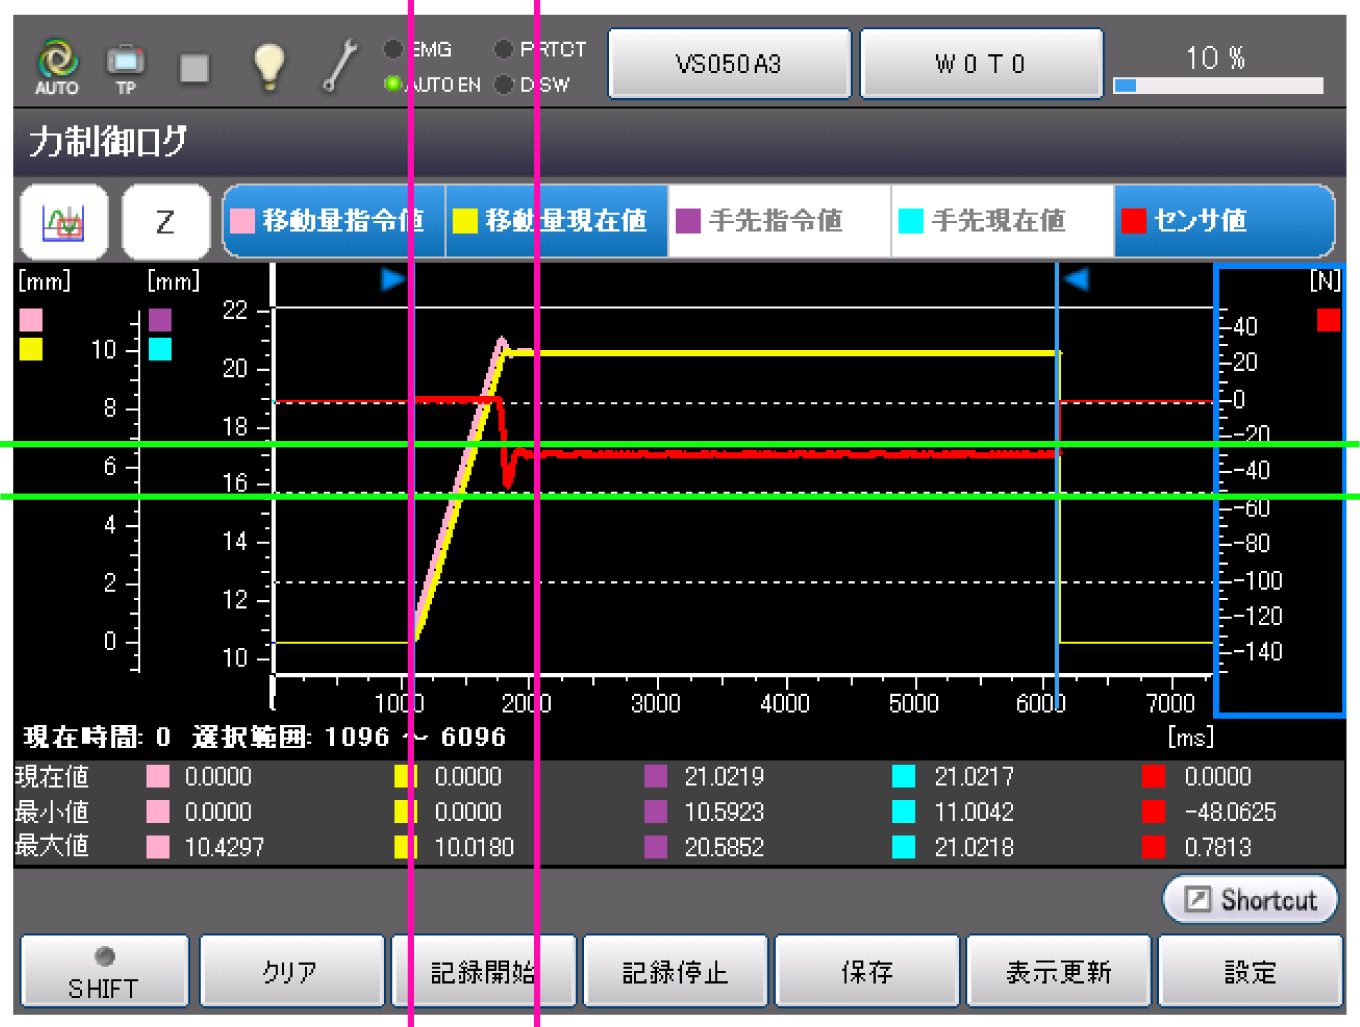 AUTO
TP
EMG PRTCT
AUTO EN DISW
VS050A3
W 0 T 0
10 %
力制御ログ
Z
移動量指令値 移動量現在値 手先指令値 手先現在値 センサ値
[mm] [mm] [N]
10
8
6
4
2
0
22
20
18
16
14
12
10
40
20
0
-20
-40
-60
-80
-100
-120
-140
1000 2000 3000 4000 5000 6000 7000
現在時間: 0 選択範囲: 1096 ～ 6096 [ms]
現在値 0.0000 0.0000 21.0219 21.0217 0.0000
最小値 0.0000 0.0000 10.5923 11.0042 -48.0625
最大値 10.4297 10.0180 20.5852 21.0218 0.7813
Shortcut
SHIFT
クリア
記録開始
記録停止
保存
表示更新
設定